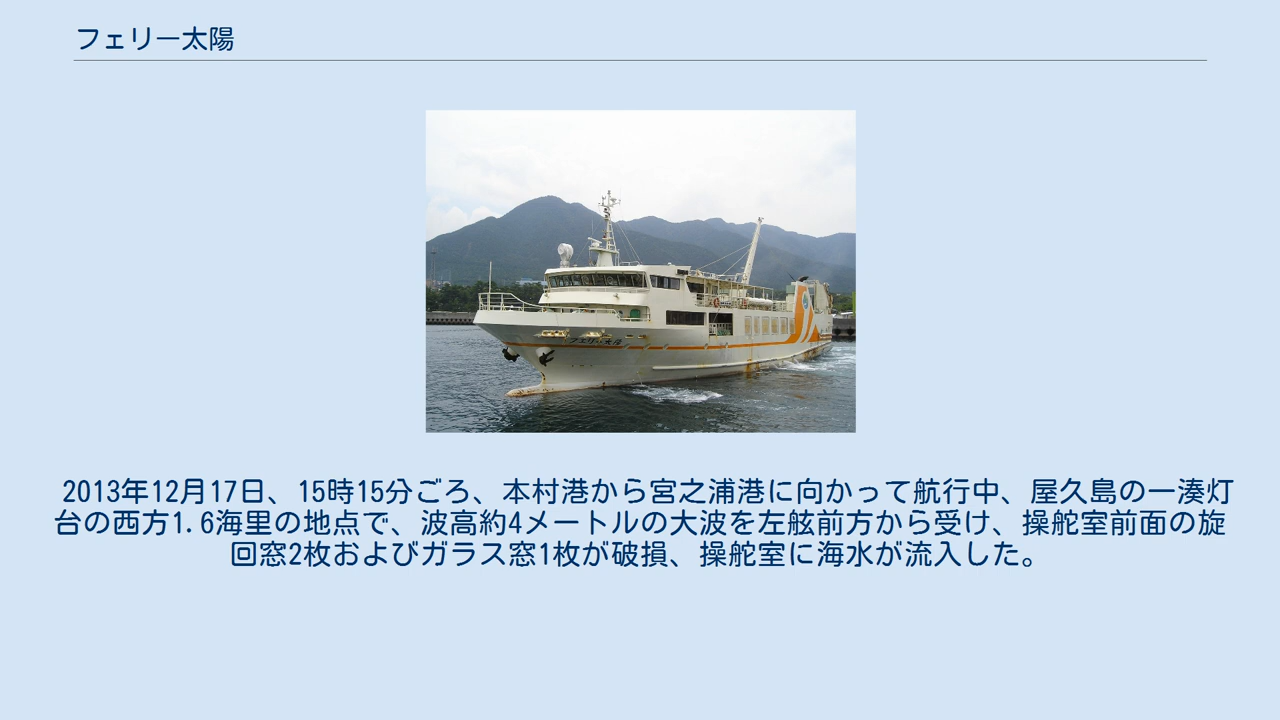 フェリー太陽
フェリー太陽
2013年12月17日、15時15分ごろ、本村港から宮之浦港に向かって航行中、屋久島の一湊灯
台の西方1.6海里の地点で、波高約4メートルの大波を左舷前方から受け、操舵室前面の旋
回窓2枚およびガラス窓1枚が破損、操舵室に海水が流入した。